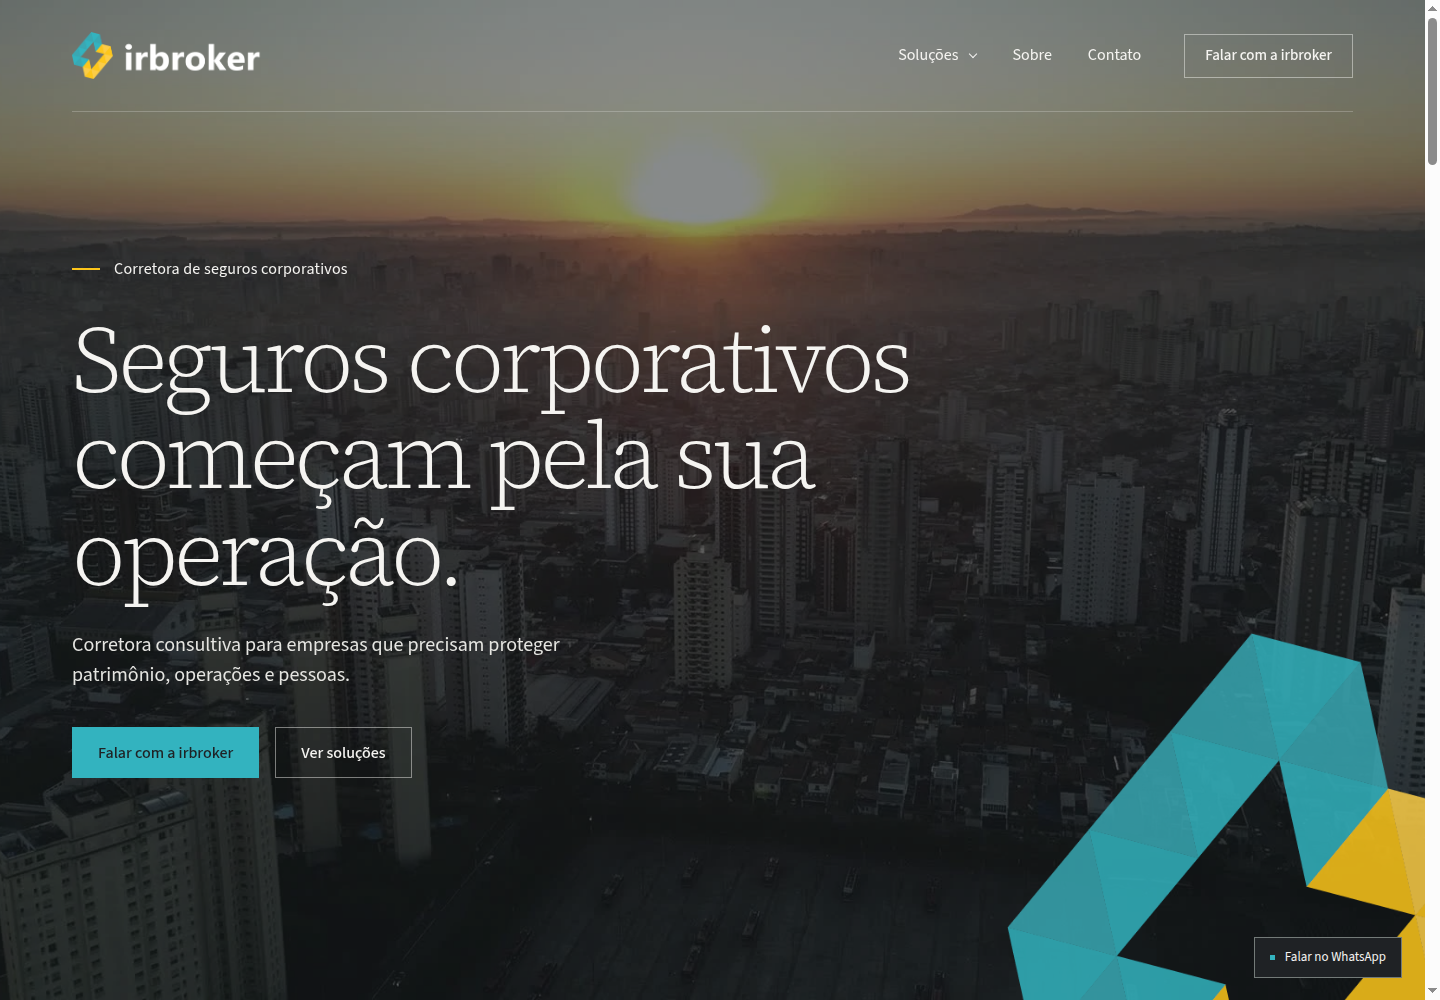 irbroker
Soluções
Sobre
Contato
Falar com a irbroker
Corretora de seguros corporativos
Seguros corporativos
começam pela sua
operação.
Corretora consultiva para empresas que precisam proteger
patrimônio, operações e pessoas.
Falar com a irbroker
Ver soluções
Falar no WhatsApp